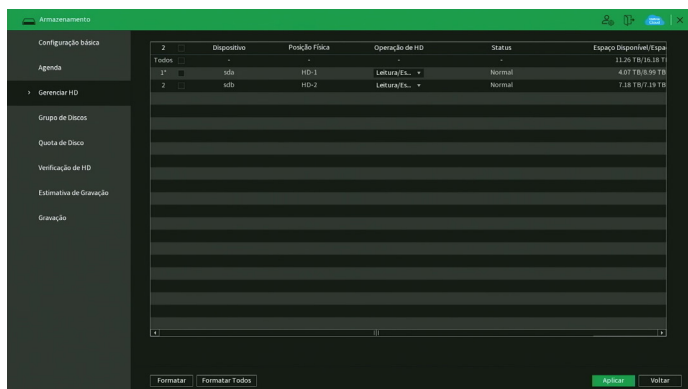 Armazenamento
Configuração básica
Agenda
Gerenciar HD
Grupo de Discos
Quota de Disco
Verificação de HD
Estimativa de Gravação
Gravação
2 Dispositivo Posição Física Operação de HD Status Espaço Disponível/Espa
Todos - - - - 11.26 TB/16.18 T
1* sda HD-1 Leitura/Es... Normal 4.07 TB/8.99 TB
2 sdb HD-2 Leitura/Es... Normal 7.18 TB/7.19 TB
Formatar Formatar Todos Aplicar Voltar